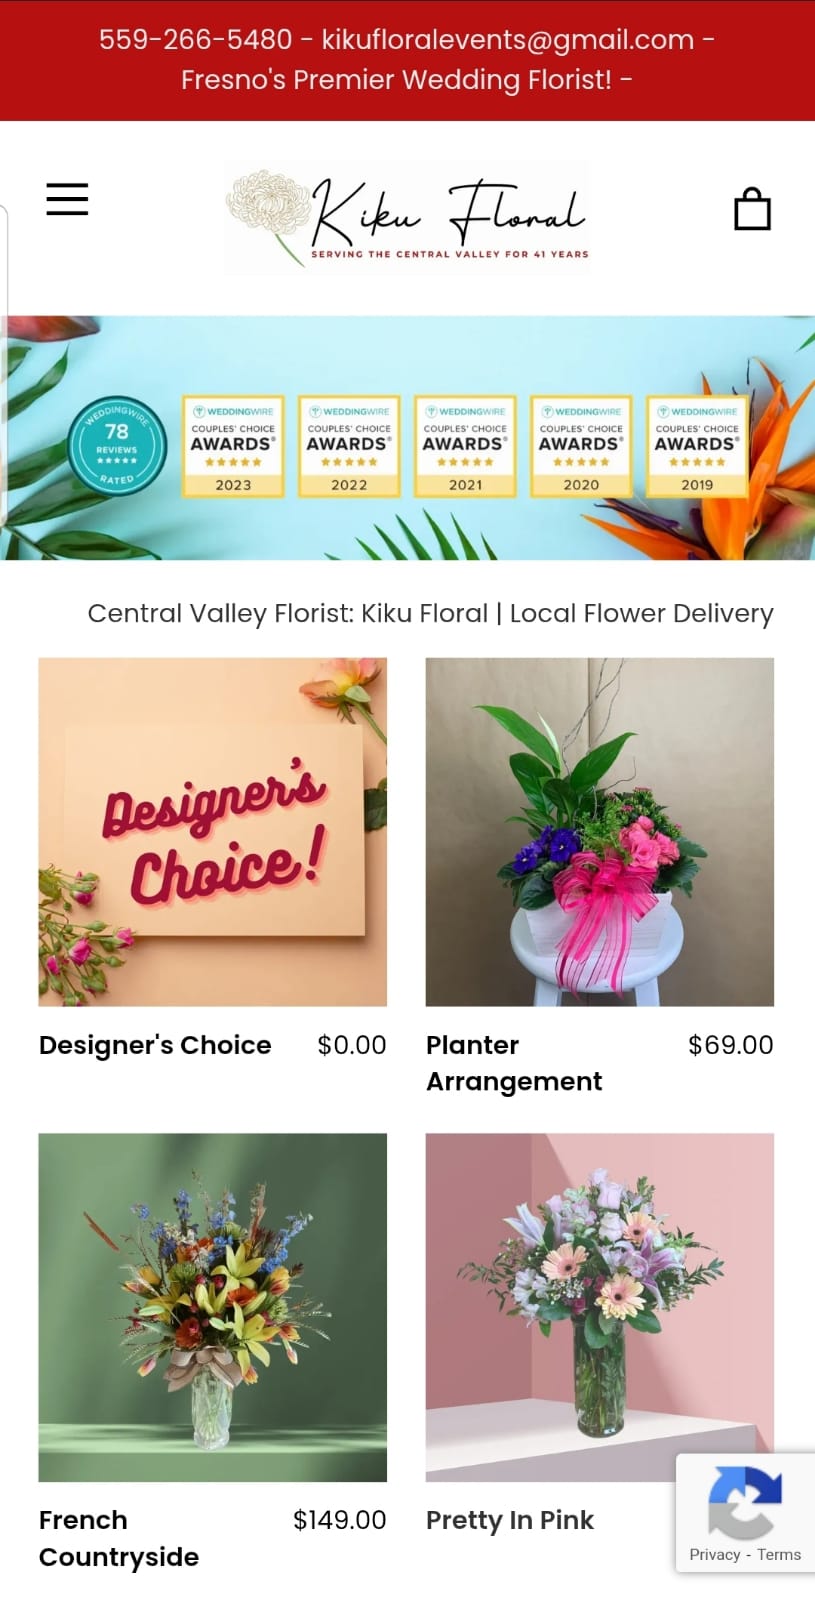 559-266-5480 - kikufloralevents@gmail.com -
Fresno's Premier Wedding Florist! -
Kiku Floral
SERVING THE CENTRAL VALLEY FOR 41 YEARS
WEDDINGWIRE
78
REVIEWS
★★★★★
RATED
WEDDINGWIRE
COUPLES' CHOICE
AWARDS®
★★★★★
2023
WEDDINGWIRE
COUPLES' CHOICE
AWARDS®
★★★★★
2022
WEDDINGWIRE
COUPLES' CHOICE
AWARDS®
★★★★★
2021
WEDDINGWIRE
COUPLES' CHOICE
AWARDS®
★★★★★
2020
WEDDINGWIRE
COUPLES' CHOICE
AWARDS®
★★★★★
2019
Central Valley Florist: Kiku Floral | Local Flower Delivery
Designer's
Choice!
Designer's Choice $0.00
Planter $69.00
Arrangement
French $149.00
Countryside
Pretty In Pink
Privacy - Terms